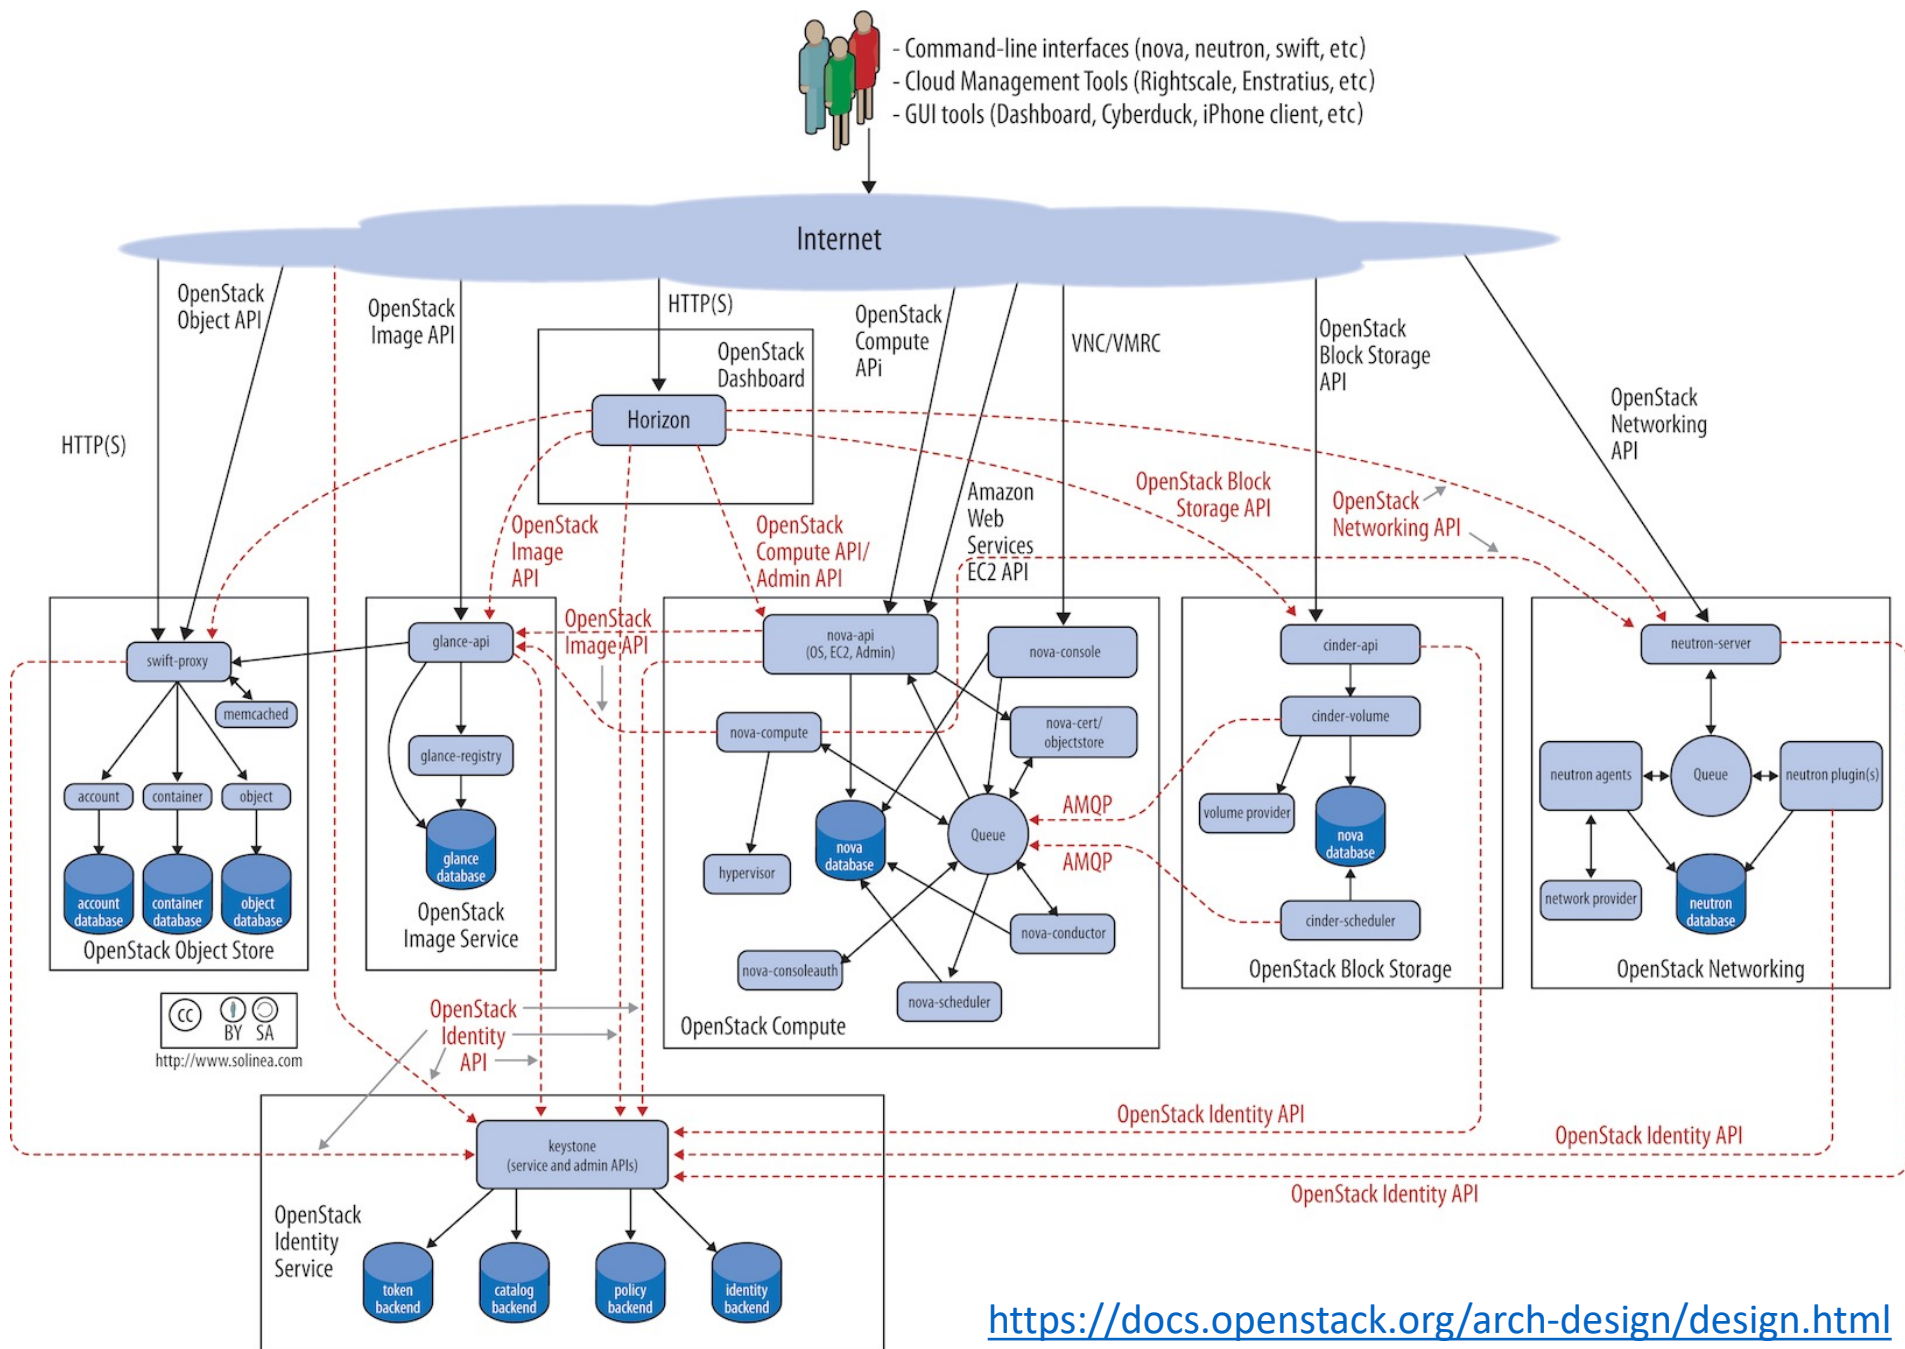 - Command-line interfaces (nova, neutron, swift, etc)
- Cloud Management Tools (Rightscale, Enstratius, etc)
- GUI tools (Dashboard, Cyberduck, iPhone client, etc)
Internet
OpenStack
Object API
OpenStack
Image API
HTTP(S)
OpenStack
Compute
APi
VNC/VMRC
OpenStack
Block Storage
API
OpenStack
Networking
API
HTTP(S)
OpenStack
Dashboard
Horizon
OpenStack
Image
API
OpenStack
Compute API/
Admin API
Amazon
Web
Services
EC2 API
OpenStack Block
Storage API
OpenStack
Networking API
swift-proxy
memcached
account
container
object
account
database
container
database
object
database
OpenStack Object Store
glance-api
glance-registry
glance
database
OpenStack
Image Service
OpenStack
Image API
nova-api
(OS, EC2, Admin)
nova-console
nova-compute
nova-cert/
objectstore
hypervisor
nova
database
Queue
nova-conductor
nova-consoleauth
nova-scheduler
OpenStack Compute
AMQP
AMQP
cinder-api
cinder-volume
volume provider
nova
database
cinder-scheduler
OpenStack Block Storage
neutron-server
neutron agents
Queue
neutron plugin(s)
network provider
neutron
database
OpenStack Networking
cc
BY SA
http://www.solinea.com
OpenStack
Identity
API
OpenStack Identity API
OpenStack Identity API
OpenStack Identity API
keystone
(service and admin APIs)
OpenStack
Identity
Service
token
backend
catalog
backend
policy
backend
identity
backend
https://docs.openstack.org/arch-design/design.html